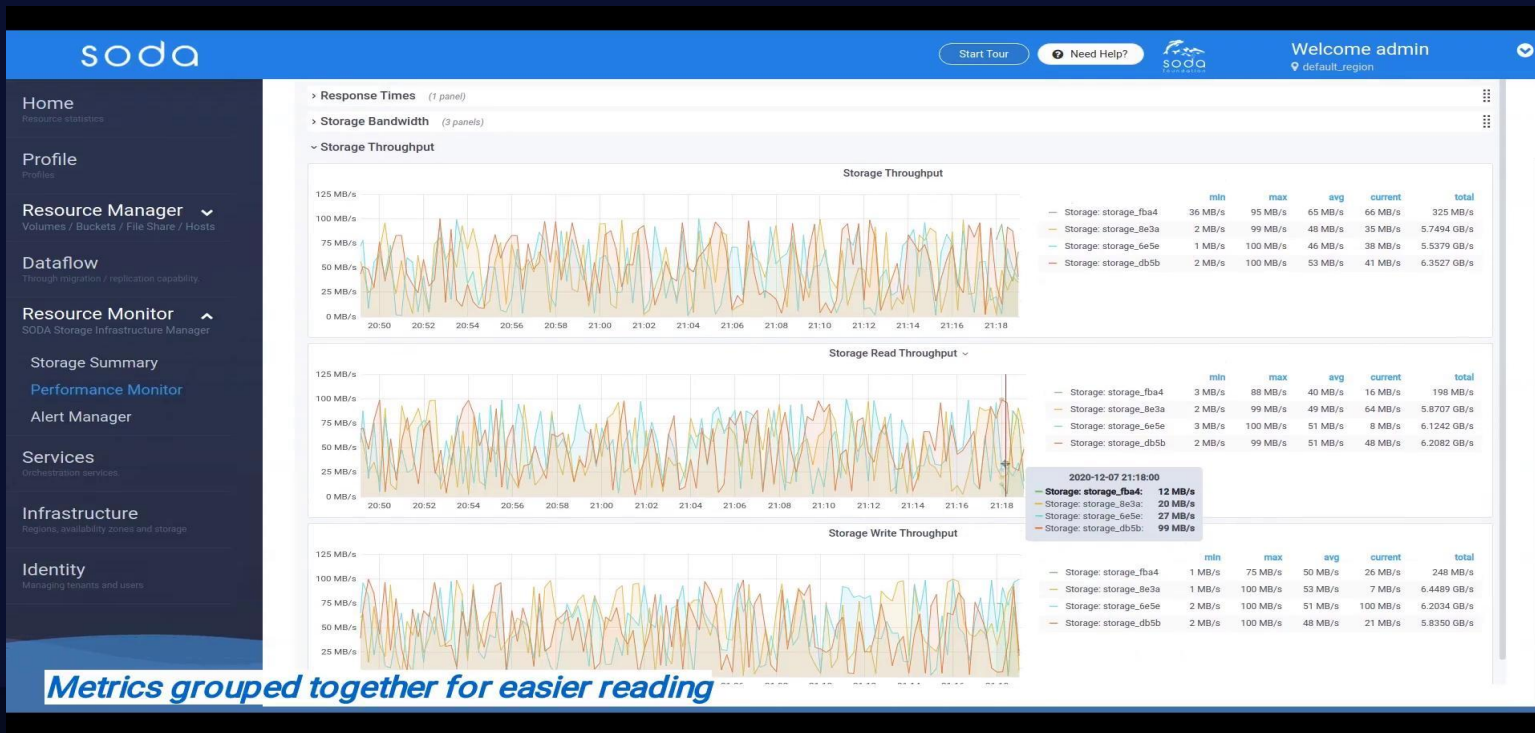 soda
Start Tour
Need Help?
soda
foundation
Welcome admin
default_region
Home
Resource statistics
Profile
Profiles
Resource Manager
Volumes / Buckets / File Share / Hosts
Dataflow
Through migration / replication capability.
Resource Monitor
SODA Storage Infrastructure Manager
Storage Summary
Performance Monitor
Alert Manager
Services
Orchestration services.
Infrastructure
Regions, availability zones and storage
Identity
Managing tenants and users
Response Times (1 panel)
Storage Bandwidth (3 panels)
Storage Throughput
Storage Throughput
125 MB/s
100 MB/s
75 MB/s
50 MB/s
25 MB/s
0 MB/s
20:50 20:52 20:54 20:56 20:58 21:00 21:02 21:04 21:06 21:08 21:10 21:12 21:14 21:16 21:18
min max avg current total
Storage: storage_fba4 36 MB/s 95 MB/s 65 MB/s 66 MB/s 325 MB/s
Storage: storage_8e3a 2 MB/s 99 MB/s 48 MB/s 35 MB/s 5.7494 GB/s
Storage: storage_6e5e 1 MB/s 100 MB/s 46 MB/s 38 MB/s 5.5379 GB/s
Storage: storage_db5b 2 MB/s 100 MB/s 53 MB/s 41 MB/s 6.3527 GB/s
Storage Read Throughput
125 MB/s
100 MB/s
75 MB/s
50 MB/s
25 MB/s
0 MB/s
20:50 20:52 20:54 20:56 20:58 21:00 21:02 21:04 21:06 21:08 21:10 21:12 21:14 21:16 21:18
min max avg current total
Storage: storage_fba4 3 MB/s 88 MB/s 40 MB/s 16 MB/s 198 MB/s
Storage: storage_8e3a 2 MB/s 99 MB/s 49 MB/s 64 MB/s 5.8707 GB/s
Storage: storage_6e5e 3 MB/s 100 MB/s 51 MB/s 8 MB/s 6.1242 GB/s
Storage: storage_db5b 2 MB/s 99 MB/s 51 MB/s 48 MB/s 6.2082 GB/s
2020-12-07 21:18:00
Storage: storage_fba4: 12 MB/s
Storage: storage_8e3a: 20 MB/s
Storage: storage_6e5e: 27 MB/s
Storage: storage_db5b: 99 MB/s
Storage Write Throughput
125 MB/s
100 MB/s
75 MB/s
50 MB/s
25 MB/s
min max avg current total
Storage: storage_fba4 1 MB/s 75 MB/s 50 MB/s 26 MB/s 248 MB/s
Storage: storage_8e3a 1 MB/s 100 MB/s 53 MB/s 7 MB/s 6.4489 GB/s
Storage: storage_6e5e 2 MB/s 100 MB/s 51 MB/s 100 MB/s 6.2034 GB/s
Storage: storage_db5b 2 MB/s 100 MB/s 48 MB/s 21 MB/s 5.8350 GB/s
Metrics grouped together for easier reading